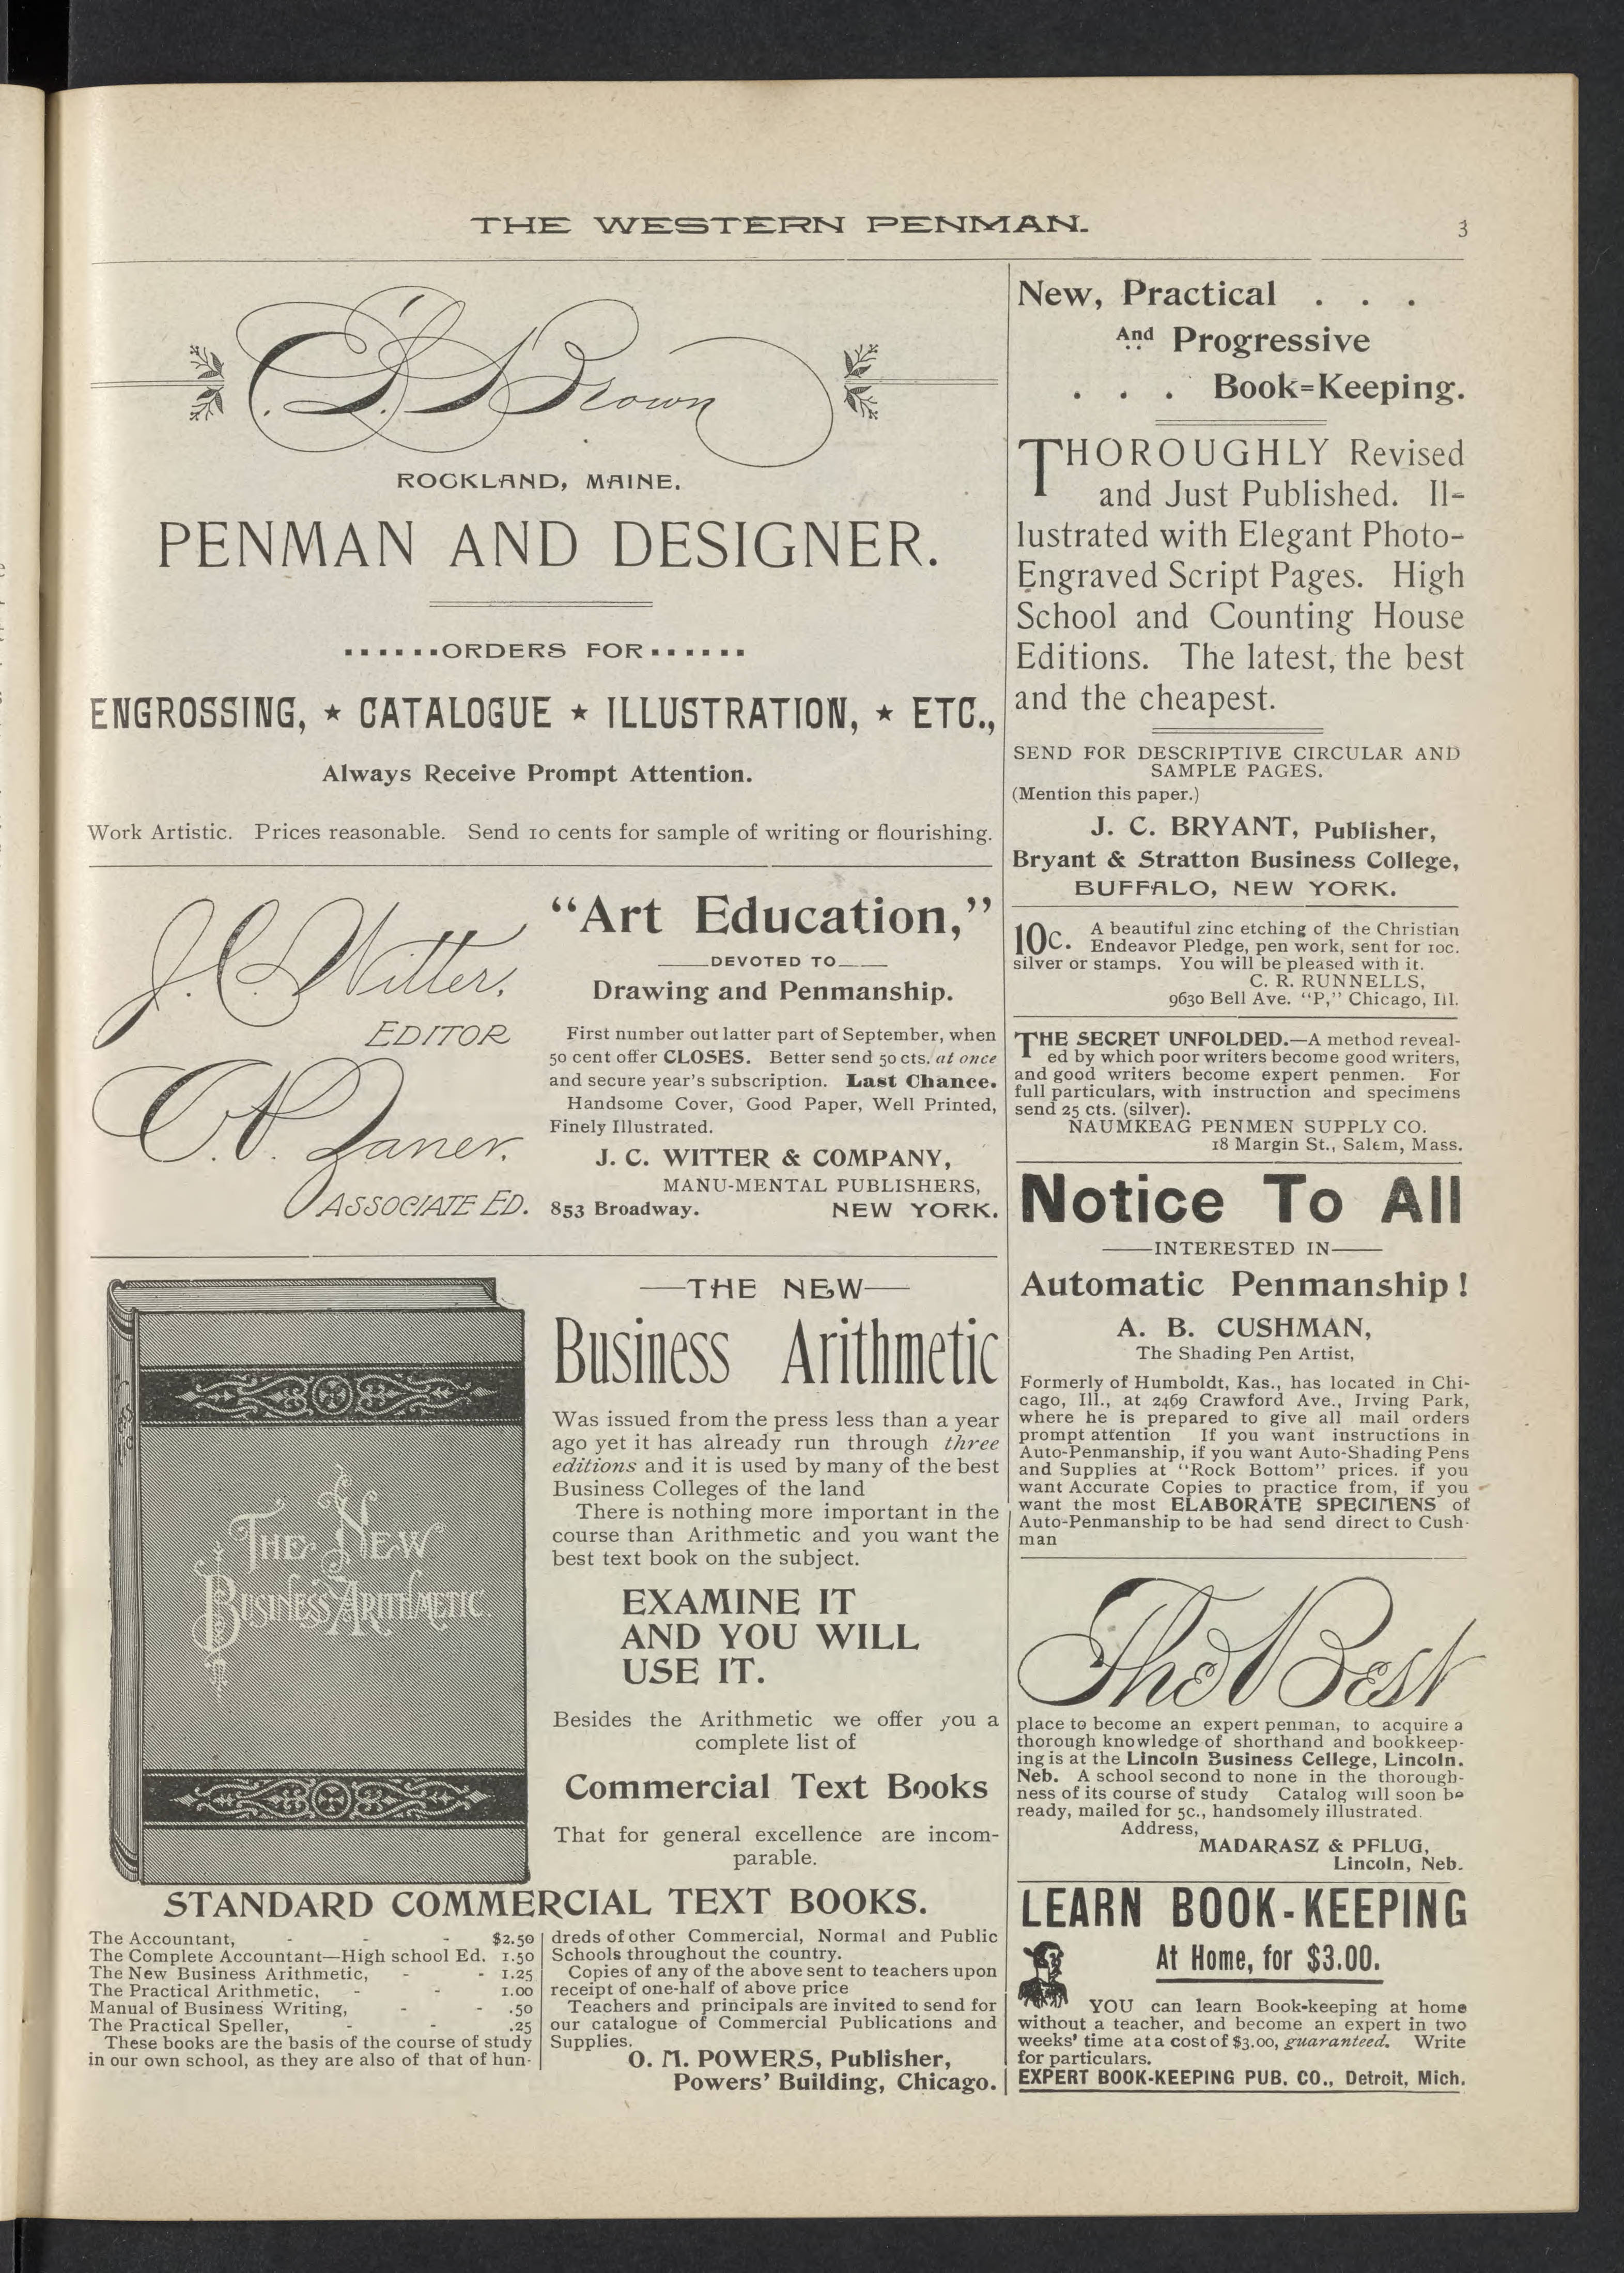 THE WESTERN PENMAN.
3
C. S. Brown
ROCKLAND, MAINE.
PENMAN AND DESIGNER.
......ORDERS FOR......
ENGROSSING, ★ CATALOGUE ★ ILLUSTRATION, ★ ETC.,
Always Receive Prompt Attention.
Work Artistic. Prices reasonable. Send 10 cents for sample of writing or flourishing.
J. C. Witter,
EDITOR
C. P. Zaner.
ASSOCIATE ED.
"Art Education,"
DEVOTED TO
Drawing and Penmanship.
First number out latter part of September, when
50 cent offer CLOSES. Better send 50 cts. at once
and secure year's subscription. Last Chance.
Handsome Cover, Good Paper, Well Printed,
Finely Illustrated.
J. C. WITTER & COMPANY,
MANU-MENTAL PUBLISHERS,
853 Broadway. NEW YORK.
THE NEW
BUSINESS ARITHMETIC.
—THE NEW—
Business Arithmetic
Was issued from the press less than a year
ago yet it has already run through three
editions and it is used by many of the best
Business Colleges of the land
There is nothing more important in the
course than Arithmetic and you want the
best text book on the subject.
EXAMINE IT
AND YOU WILL
USE IT.
Besides the Arithmetic we offer you a
complete list of
Commercial Text Books
That for general excellence are incom-
parable.
STANDARD COMMERCIAL TEXT BOOKS.
The Accountant, - - - $2.50
The Complete Accountant—High school Ed. 1.50
The New Business Arithmetic, - - 1.25
The Practical Arithmetic, - - 1.00
Manual of Business Writing, - - .50
The Practical Speller, - - .25
These books are the basis of the course of study
in our own school, as they are also of that of hun-
dreds of other Commercial, Normal and Public
Schools throughout the country.
Copies of any of the above sent to teachers upon
receipt of one-half of above price
Teachers and principals are invited to send for
our catalogue of Commercial Publications and
Supplies.
O. M. POWERS, Publisher,
Powers' Building, Chicago.
New, Practical . . .
And Progressive
. . . Book=Keeping.
THOROUGHLY Revised
and Just Published. Il-
lustrated with Elegant Photo-
Engraved Script Pages. High
School and Counting House
Editions. The latest, the best
and the cheapest.
SEND FOR DESCRIPTIVE CIRCULAR AND
SAMPLE PAGES.
(Mention this paper.)
J. C. BRYANT, Publisher,
Bryant & Stratton Business College,
BUFFALO, NEW YORK.
10c. A beautiful zinc etching of the Christian
Endeavor Pledge, pen work, sent for 10c.
silver or stamps. You will be pleased with it.
C. R. RUNNELLS,
9630 Bell Ave. "P," Chicago, Ill.
THE SECRET UNFOLDED.—A method reveal-
ed by which poor writers become good writers,
and good writers become expert penmen. For
full particulars, with instruction and specimens
send 25 cts. (silver).
NAUMKEAG PENMEN SUPPLY CO.
18 Margin St., Salem, Mass.
Notice To All
——INTERESTED IN——
Automatic Penmanship !
A. B. CUSHMAN,
The Shading Pen Artist,
Formerly of Humboldt, Kas., has located in Chi-
cago, Ill., at 2469 Crawford Ave., Irving Park,
where he is prepared to give all mail orders
prompt attention If you want instructions in
Auto-Penmanship, if you want Auto-Shading Pens
and Supplies at "Rock Bottom" prices. if you
want Accurate Copies to practice from, if you
want the most ELABORATE SPECIMENS of
Auto-Penmanship to be had send direct to Cush-
man
The Best
place to become an expert penman, to acquire a
thorough knowledge of shorthand and bookkeep-
ing is at the Lincoln Business Cellege, Lincoln.
Neb. A school second to none in the thorough-
ness of its course of study Catalog will soon be
ready, mailed for 5c., handsomely illustrated.
Address,
MADARASZ & PFLUG,
Lincoln, Neb.
LEARN BOOK-KEEPING
At Home, for $3.00.
YOU can learn Book-keeping at home
without a teacher, and become an expert in two
weeks' time at a cost of $3.00, guaranteed. Write
for particulars.
EXPERT BOOK-KEEPING PUB. CO., Detroit, Mich.